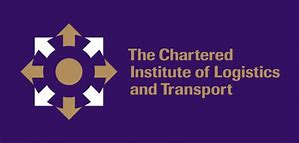 The Chartered
Institute of Logistics
and Transport